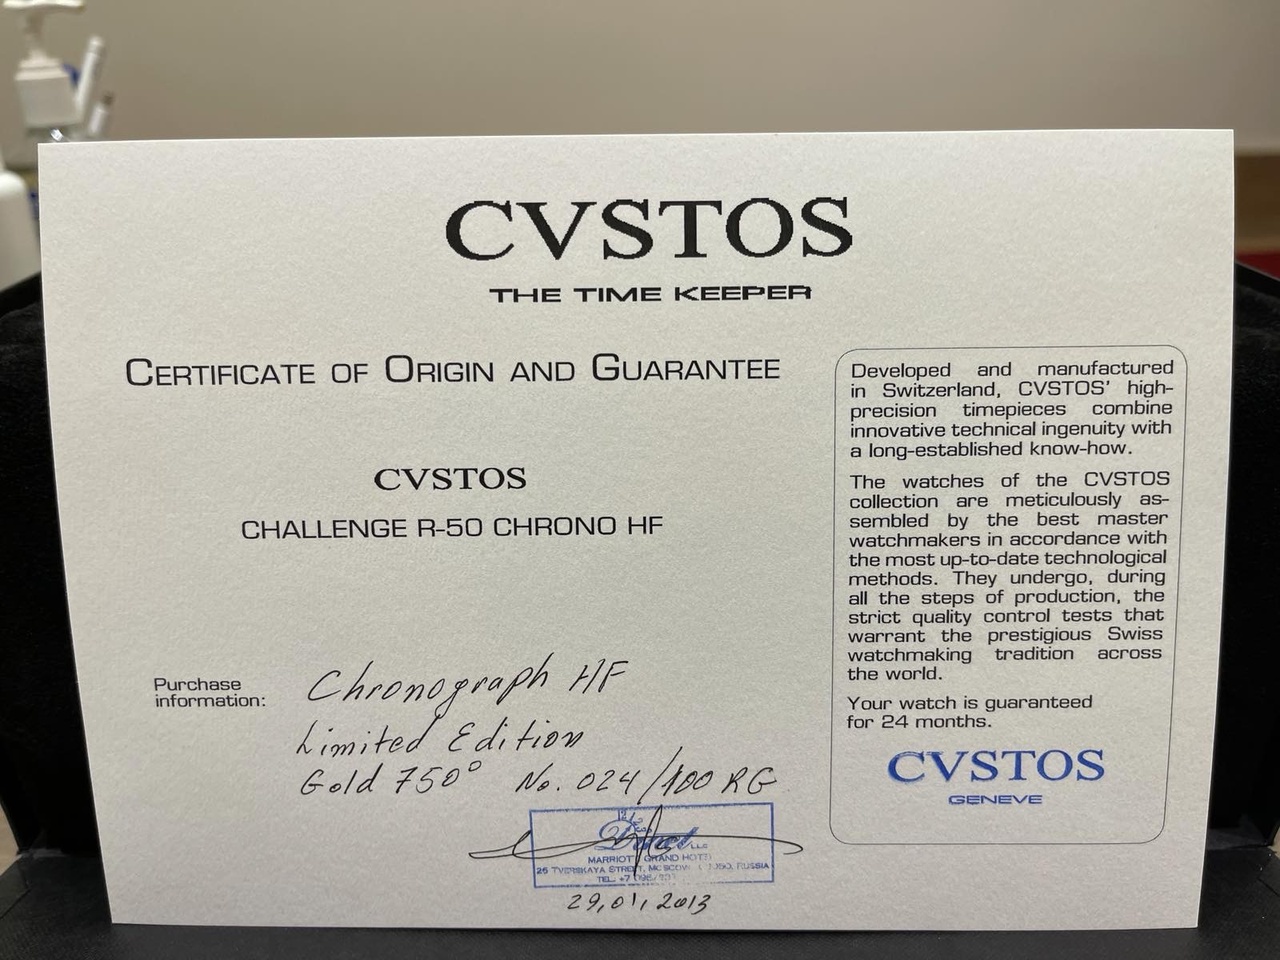 CVSTOS
THE TIME KEEPER
CERTIFICATE OF ORIGIN AND GUARANTEE
CVSTOS
CHALLENGE R-50 CHRONO HF
Purchase
information:
Chronograph HF
Limited Edition
Gold 750° No. 024/100 RG
LLC
MARRIOTT GRAND HOTEL
26 TVERSKAYA STREET, MOSCOW RUSSIA
TEL. +7
29,01,2013
Developed and manufactured
in Switzerland, CVSTOS' high-
precision timepieces combine
innovative technical ingenuity with
a long-established know-how.
The watches of the CVSTOS
collection are meticulously as-
sembled by the best master
watchmakers in accordance with
the most up-to-date technological
methods. They undergo, during
all the steps of production, the
strict quality control tests that
warrant the prestigious Swiss
watchmaking tradition across
the world.
Your watch is guaranteed
for 24 months.
CVSTOS
GENEVE